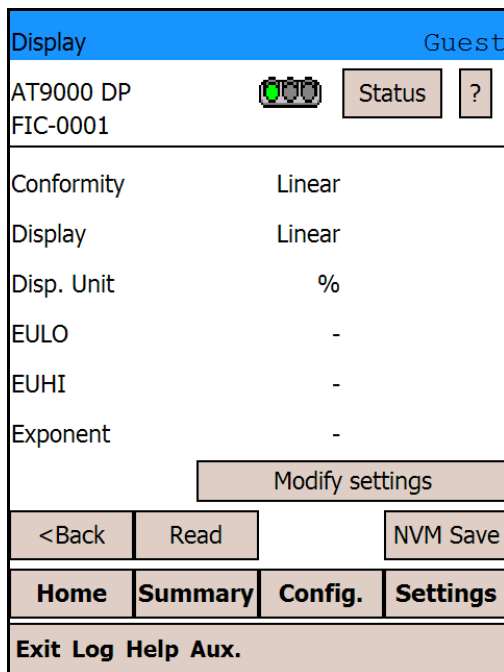 Display Guest
AT9000 DP Status ?
FIC-0001
Conformity Linear
Display Linear
Disp. Unit %
EULO -
EUHI -
Exponent -
Modify settings
<Back Read NVM Save
Home Summary Config. Settings
Exit Log Help Aux.